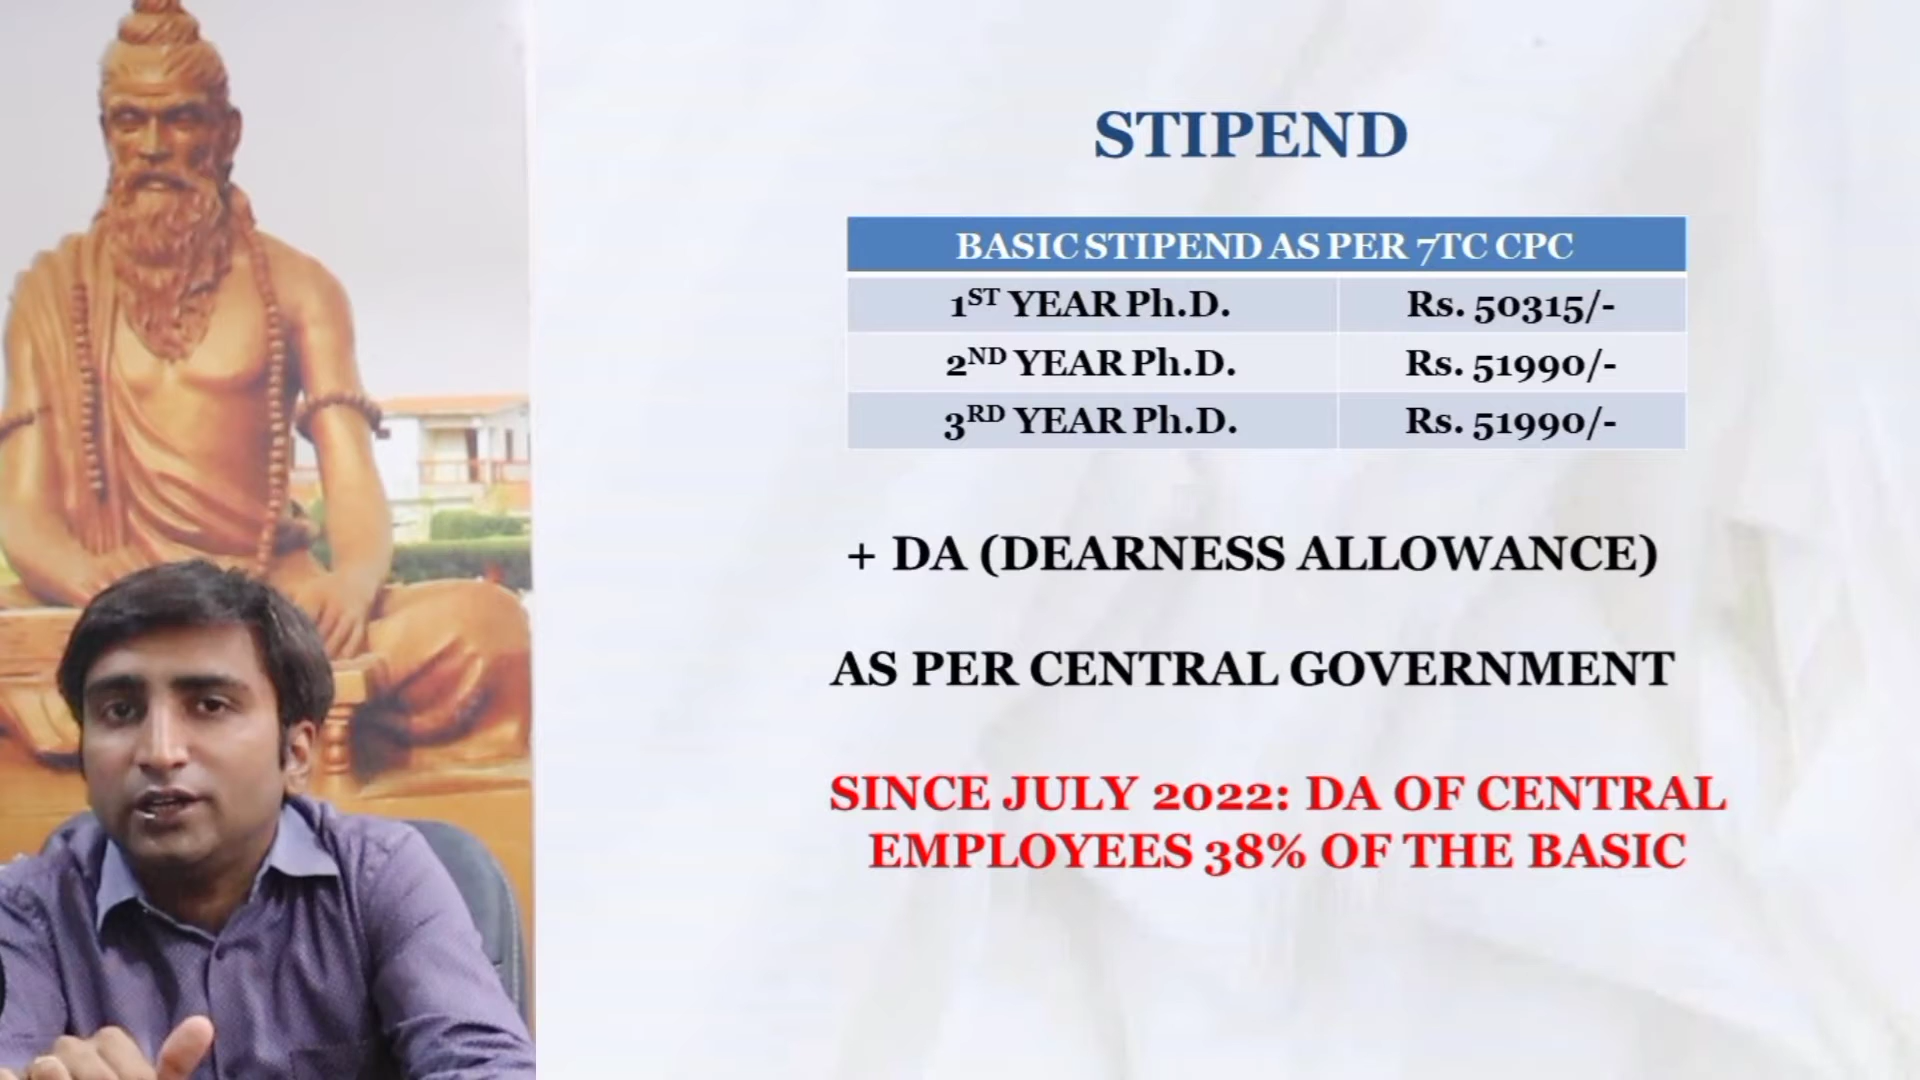 STIPEND
BASIC STIPEND AS PER 7TC CPC
1ST YEAR Ph.D. Rs. 50315/-
2ND YEAR Ph.D. Rs. 51990/-
3RD YEAR Ph.D. Rs. 51990/-
+ DA (DEARNESS ALLOWANCE)
AS PER CENTRAL GOVERNMENT
SINCE JULY 2022: DA OF CENTRAL
EMPLOYEES 38% OF THE BASIC